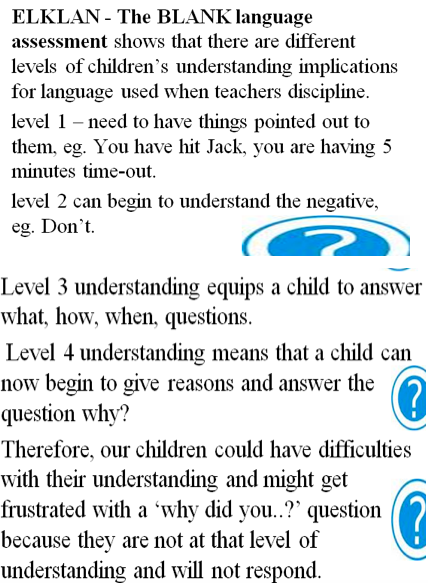 ELKLAN - The BLANK language
assessment shows that there are different
levels of children's understanding implications
for language used when teachers discipline.
level 1 – need to have things pointed out to
them, eg. You have hit Jack, you are having 5
minutes time-out.
level 2 can begin to understand the negative,
eg. Don't.
?
Level 3 understanding equips a child to answer
what, how, when, questions.
Level 4 understanding means that a child can
now begin to give reasons and answer the
question why?
?
Therefore, our children could have difficulties
with their understanding and might get
frustrated with a 'why did you..?' question
because they are not at that level of
understanding and will not respond.
?